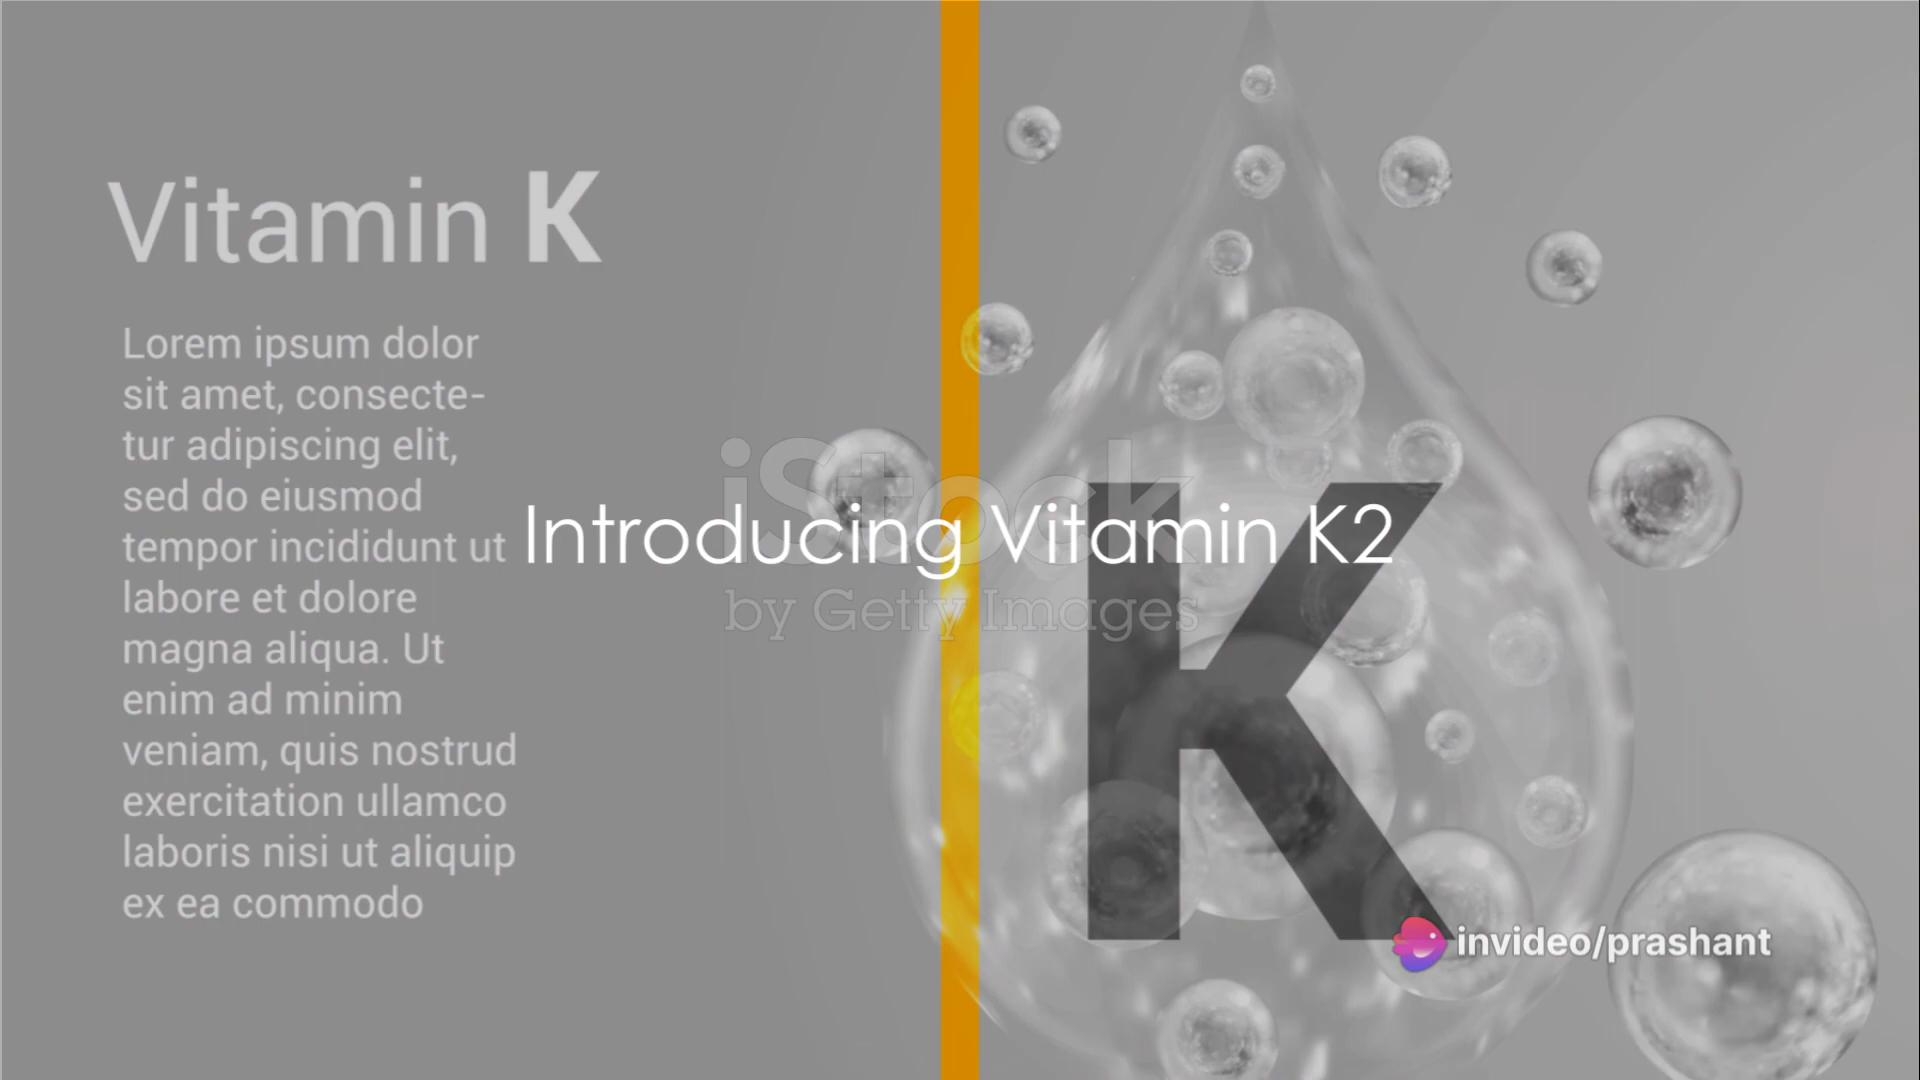 Vitamin K
Lorem ipsum dolor
sit amet, consecte-
tur adipiscing elit,
sed do eiusmod
tempor incididunt ut
labore et dolore
magna aliqua. Ut
enim ad minim
veniam, quis nostrud
exercitation ullamco
laboris nisi ut aliquip
ex ea commodo
iStock
Introducing Vitamin K2
by Getty Images
K
invideo/prashant